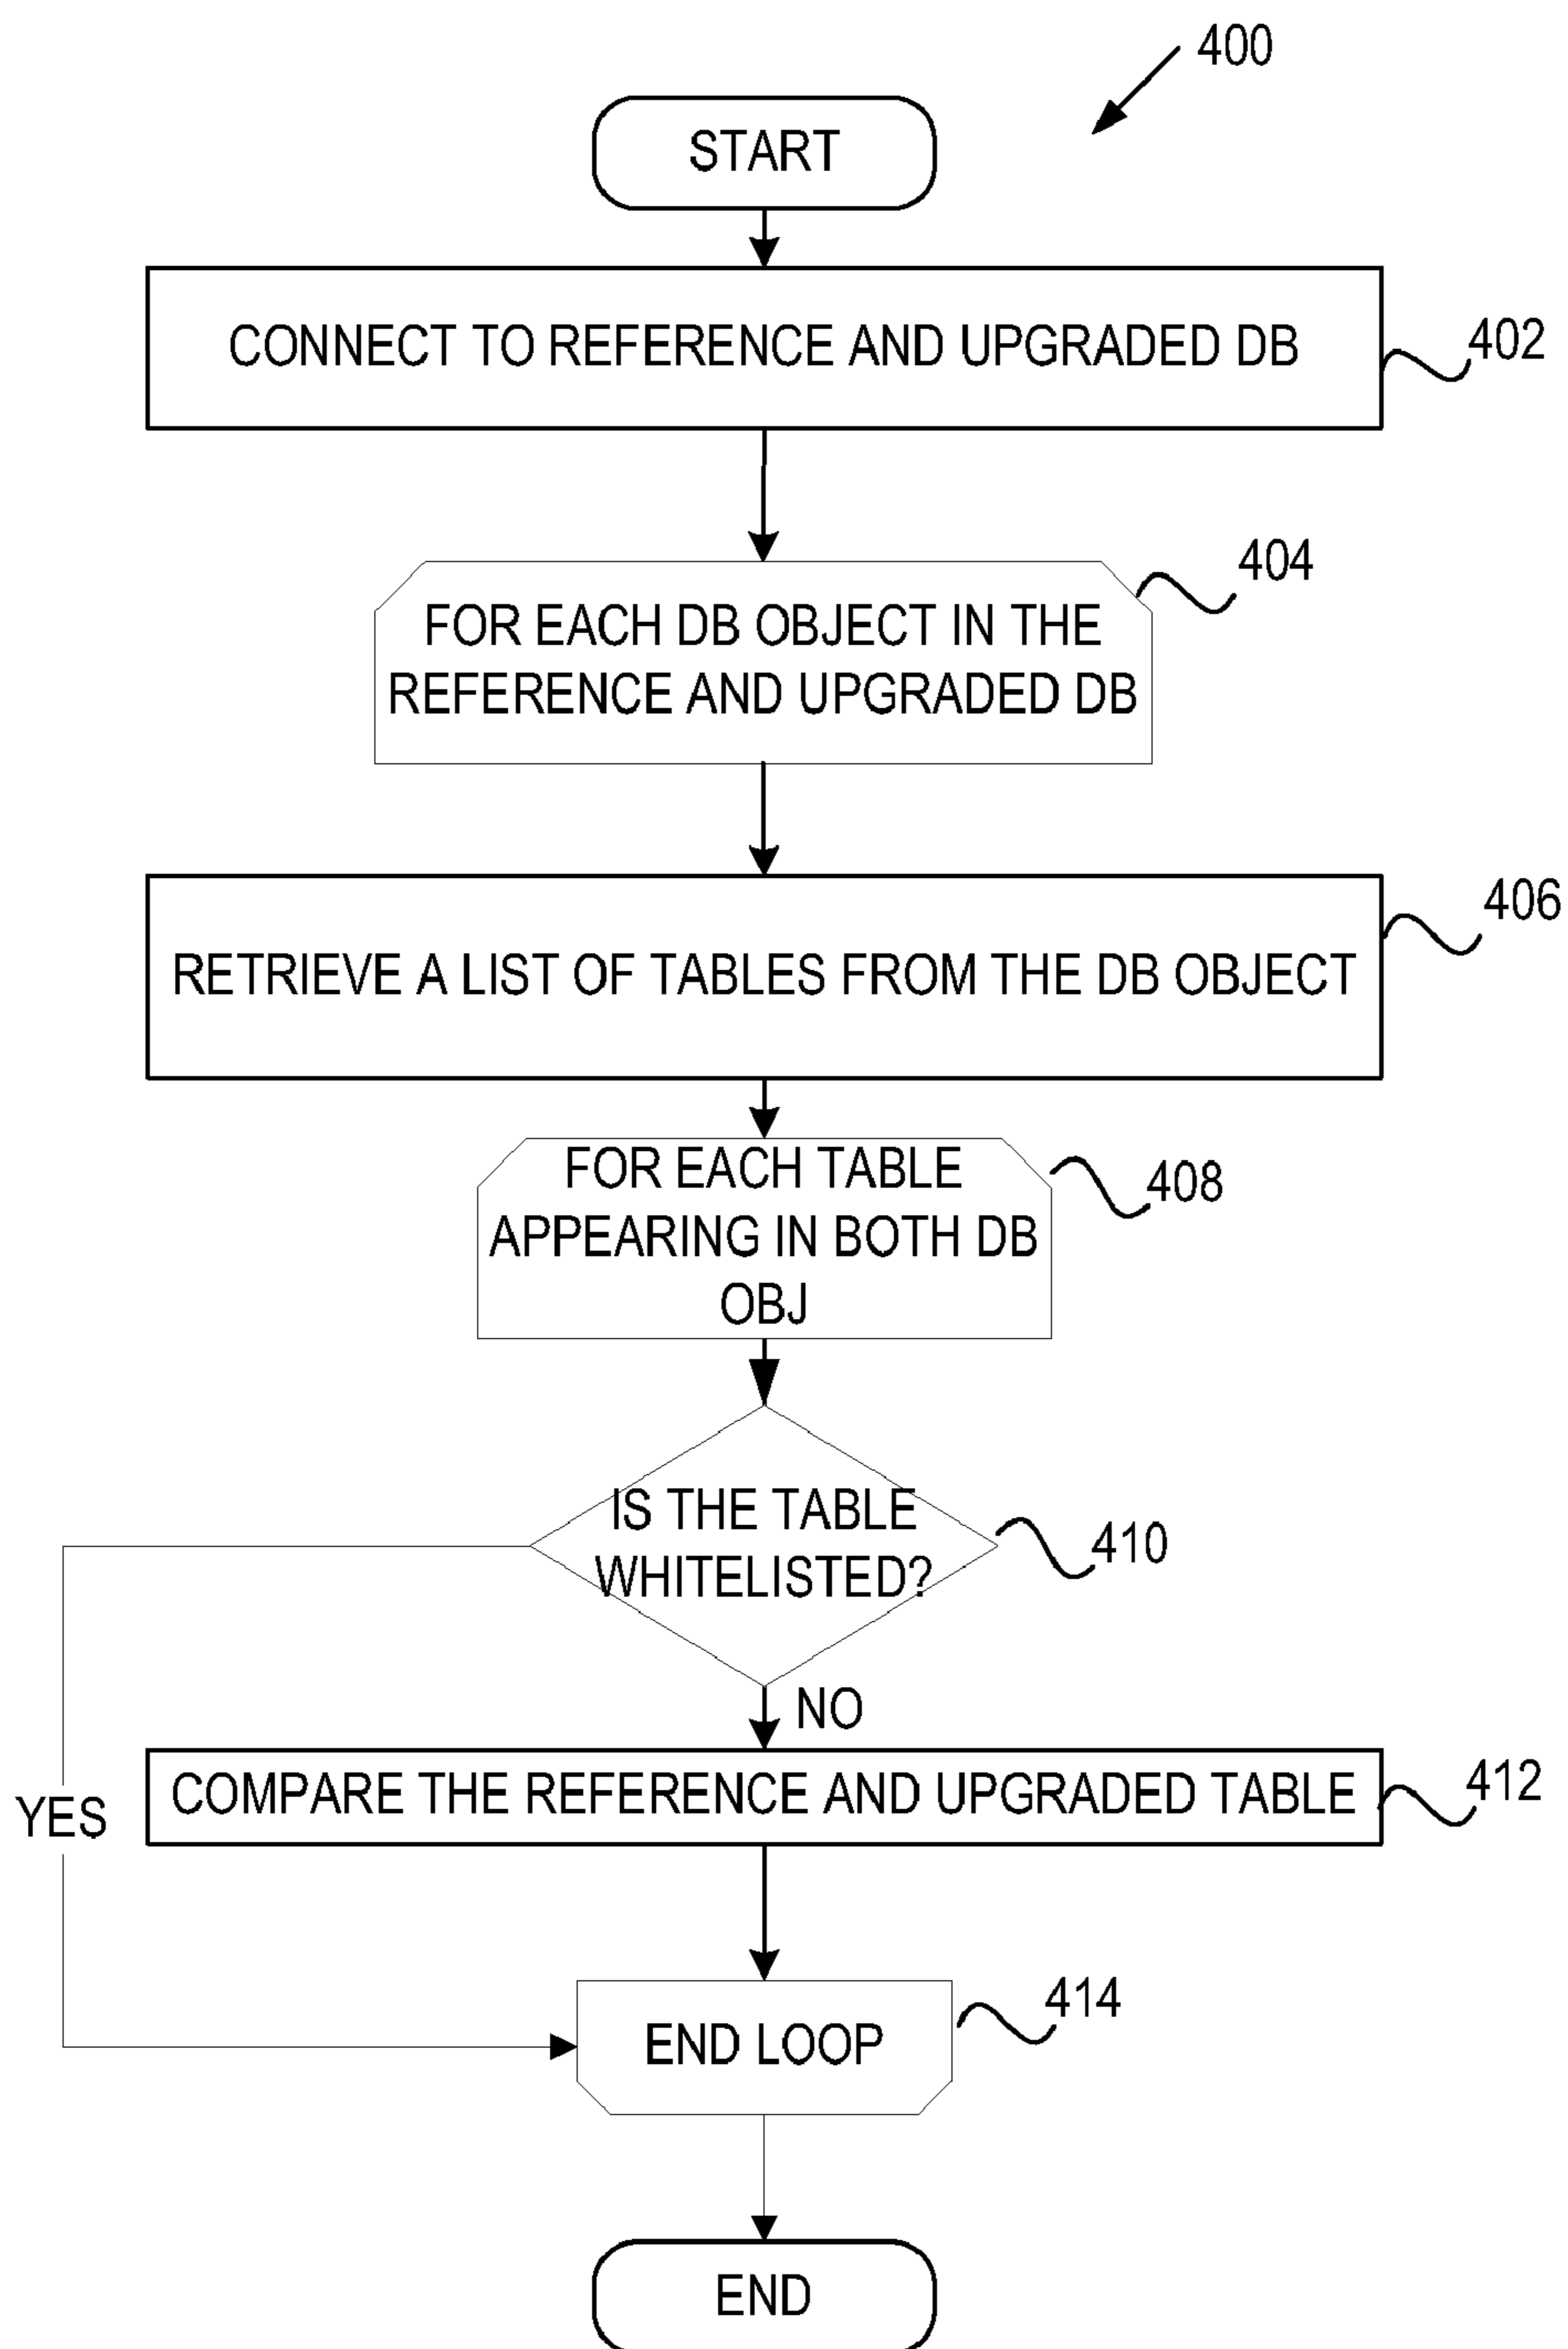 400
START
CONNECT TO REFERENCE AND UPGRADED DB
402
404
FOR EACH DB OBJECT IN THE
REFERENCE AND UPGRADED DB
406
RETRIEVE A LIST OF TABLES FROM THE DB OBJECT
FOR EACH TABLE
408
APPEARING IN BOTH DB
OBJ
IS THE TABLE
410
WHITELISTED?
NO
COMPARE THE REFERENCE AND UPGRADED TABLE
412
YES
414
END LOOP
END